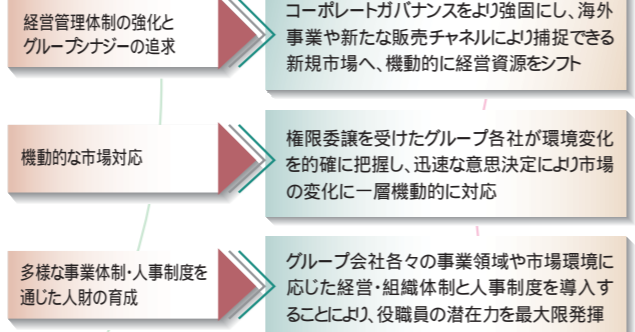 経営管理体制の強化と
グループシナジーの追求
コーポレートガバナンスをより強固にし、海外
事業や新たな販売チャネルにより捕捉できる
新規市場へ、機動的に経営資源をシフト
機動的な市場対応
権限委譲を受けたグループ各社が環境変化
を的確に把握し、迅速な意思決定により市場
の変化に一層機動的に対応
多様な事業体制・人事制度を
通じた人財の育成
グループ会社各々の事業領域や市場環境に
応じた経営・組織体制と人事制度を導入す
ることにより、役職員の潜在力を最大限発揮